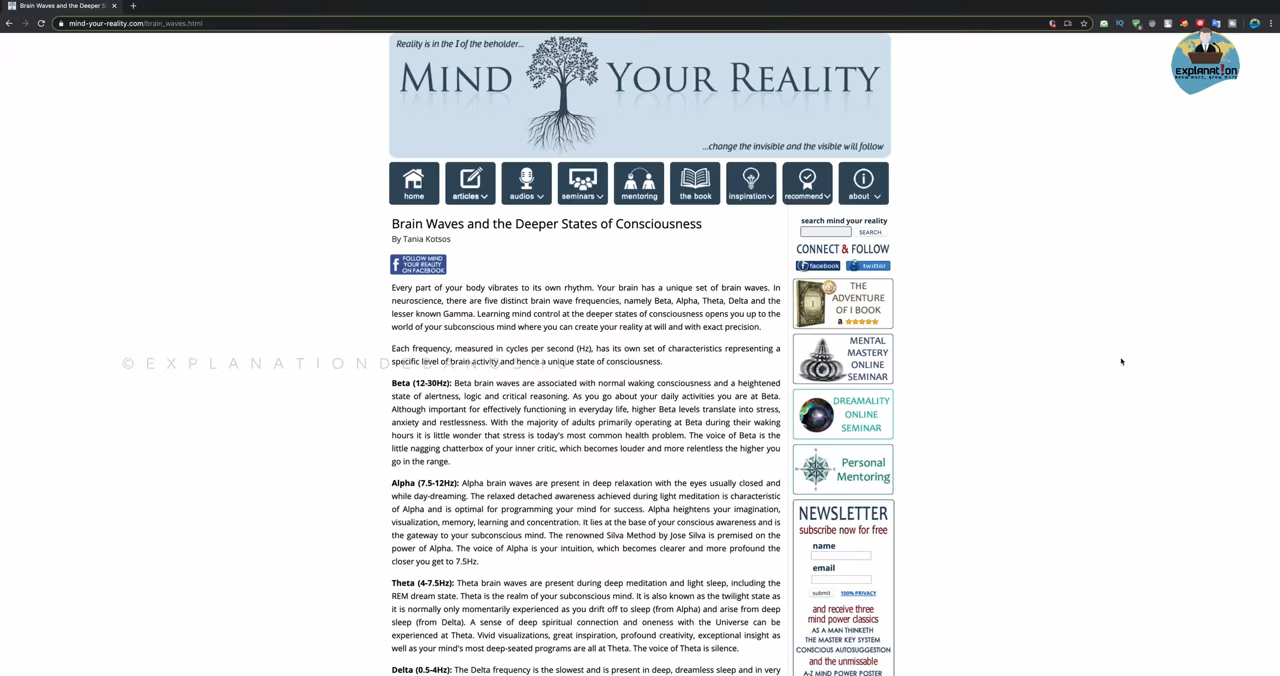 Brain Waves and the Deeper S
mind-your-reality.com/brain_waves.html
Reality is in the I of the beholder...
MIND YOUR REALITY
...change the invisible and the visible will follow
home articles audios seminars mentoring the book inspiration recommend about
EXPLANATION
KNOW MORE, GROW MORE
Brain Waves and the Deeper States of Consciousness
By Tania Kotsos
FOLLOW MIND
YOUR REALITY
ON FACEBOOK
Every part of your body vibrates to its own rhythm. Your brain has a unique set of brain waves. In
neuroscience, there are five distinct brain wave frequencies, namely Beta, Alpha, Theta, Delta and the
lesser known Gamma. Learning mind control at the deeper states of consciousness opens you up to the
world of your subconscious mind where you can create your reality at will and with exact precision.
Each frequency, measured in cycles per second (Hz), has its own set of characteristics representing a
specific level of brain activity and hence a unique state of consciousness.
© EXPLANATIONDEBANOSHU
Beta (12-30Hz): Beta brain waves are associated with normal waking consciousness and a heightened
state of alertness, logic and critical reasoning. As you go about your daily activities you are at Beta.
Although important for effectively functioning in everyday life, higher Beta levels translate into stress,
anxiety and restlessness. With the majority of adults primarily operating at Beta during their waking
hours it is little wonder that stress is today's most common health problem. The voice of Beta is the
little nagging chatterbox of your inner critic, which becomes louder and more relentless the higher you
go in the range.
Alpha (7.5-12Hz): Alpha brain waves are present in deep relaxation with the eyes usually closed and
while day-dreaming. The relaxed detached awareness achieved during light meditation is characteristic
of Alpha and is optimal for programming your mind for success. Alpha heightens your imagination,
visualization, memory, learning and concentration. It lies at the base of your conscious awareness and is
the gateway to your subconscious mind. The renowned Silva Method by Jose Silva is premised on the
power of Alpha. The voice of Alpha is your intuition, which becomes clearer and more profound the
closer you get to 7.5Hz.
Theta (4-7.5Hz): Theta brain waves are present during deep meditation and light sleep, including the
REM dream state. Theta is the realm of your subconscious mind. It is also known as the twilight state as
it is normally only momentarily experienced as you drift off to sleep (from Alpha) and arise from deep
sleep (from Delta). A sense of deep spiritual connection and oneness with the Universe can be
experienced at Theta. Vivid visualizations, great inspiration, profound creativity, exceptional insight as
well as your mind's most deep-seated programs are all at Theta. The voice of Theta is silence.
Delta (0.5-4Hz): The Delta frequency is the slowest and is present in deep, dreamless sleep and in very
search mind your reality
SEARCH
CONNECT & FOLLOW
facebook twitter
THE
ADVENTURE
OF I BOOK
MENTAL
MASTERY
ONLINE
SEMINAR
DREAMALITY
ONLINE
SEMINAR
Personal
Mentoring
NEWSLETTER
subscribe now for free
name
email
submit 100% PRIVACY
and receive three
mind power classics
AS A MAN THINKETH
THE MASTER KEY SYSTEM
CONSCIOUS AUTOSUGGESTION
and the unmissable
A-Z MIND POWER POSTER